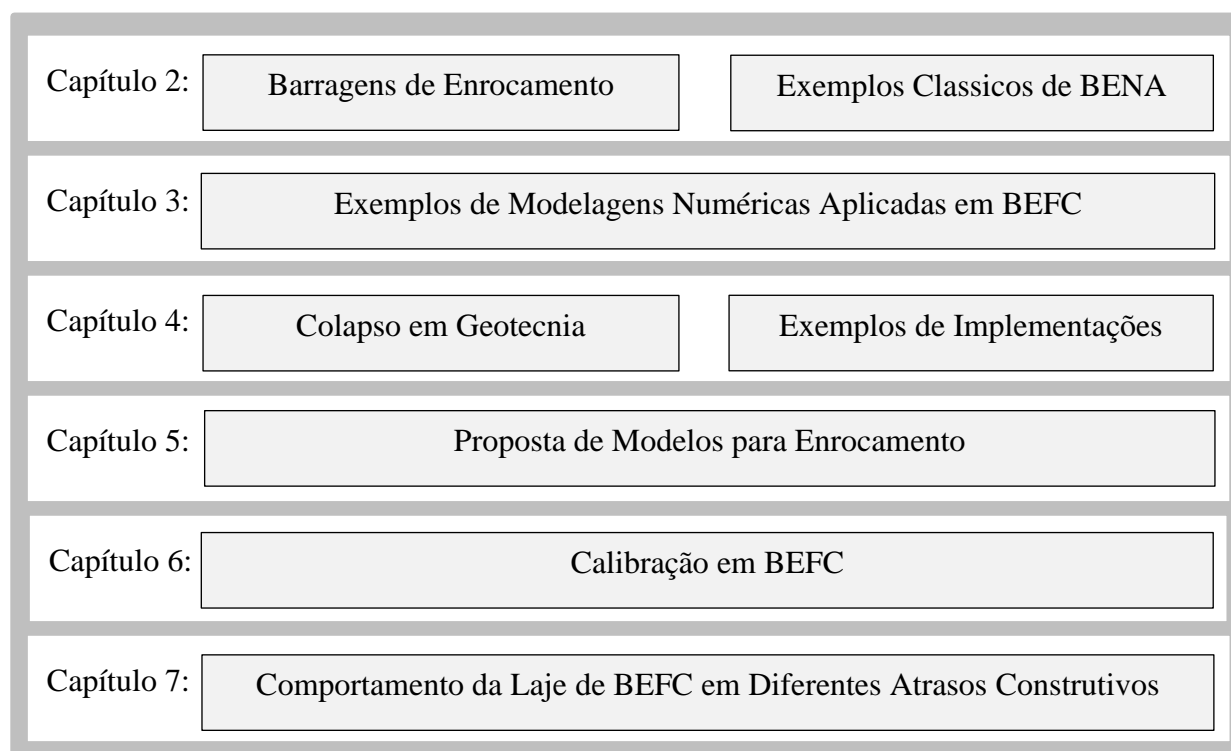 Capítulo 2: Barragens de Enrocamento Exemplos Classicos de BENA
Capítulo 3: Exemplos de Modelagens Numéricas Aplicadas em BEFC
Capítulo 4: Colapso em Geotecnia Exemplos de Implementações
Capítulo 5: Proposta de Modelos para Enrocamento
Capítulo 6: Calibração em BEFC
Capítulo 7: Comportamento da Laje de BEFC em Diferentes Atrasos Construtivos